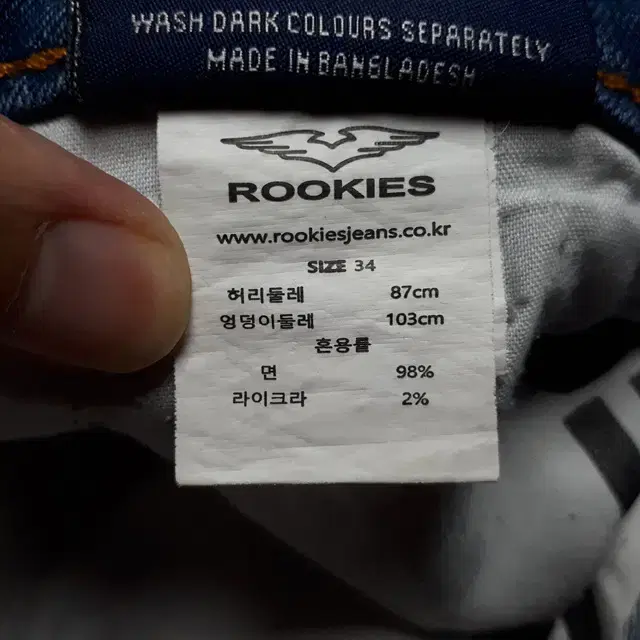 WASH DARK COLOURS SEPARATELY
MADE IN BANGLADESH
ROOKIES
www.rookiesjeans.co.kr
SIZE 34
허리둘레 87cm
엉덩이둘레 103cm
혼용률
면 98%
라이크라 2%